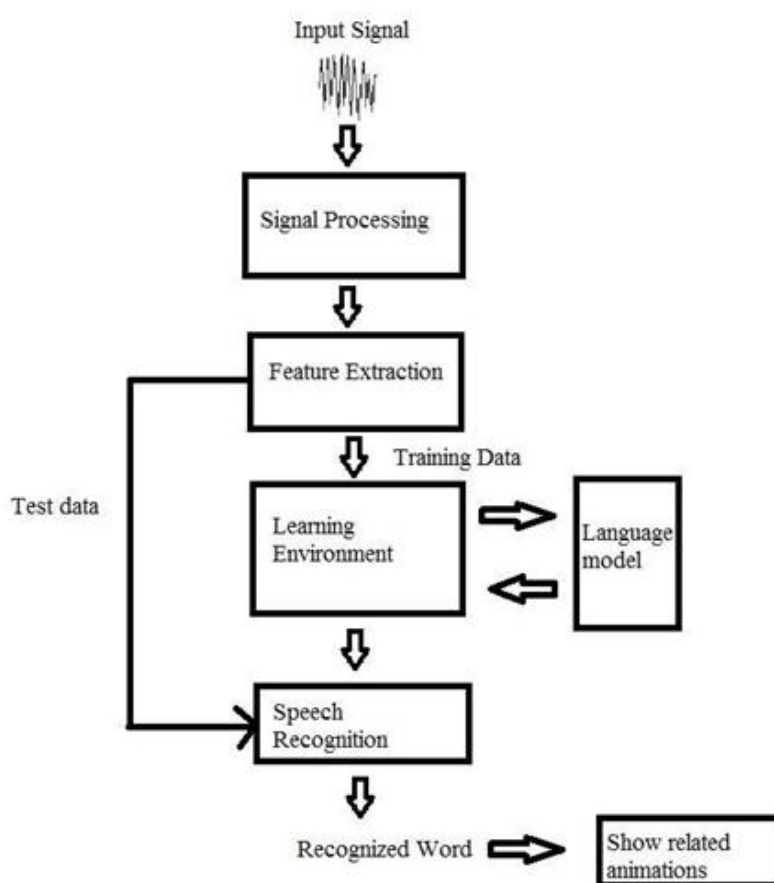 Input Signal
Signal Processing
Feature Extraction
Training Data
Test data
Learning
Environment
Language
model
Speech
Recognition
Recognized Word
Show related
animations